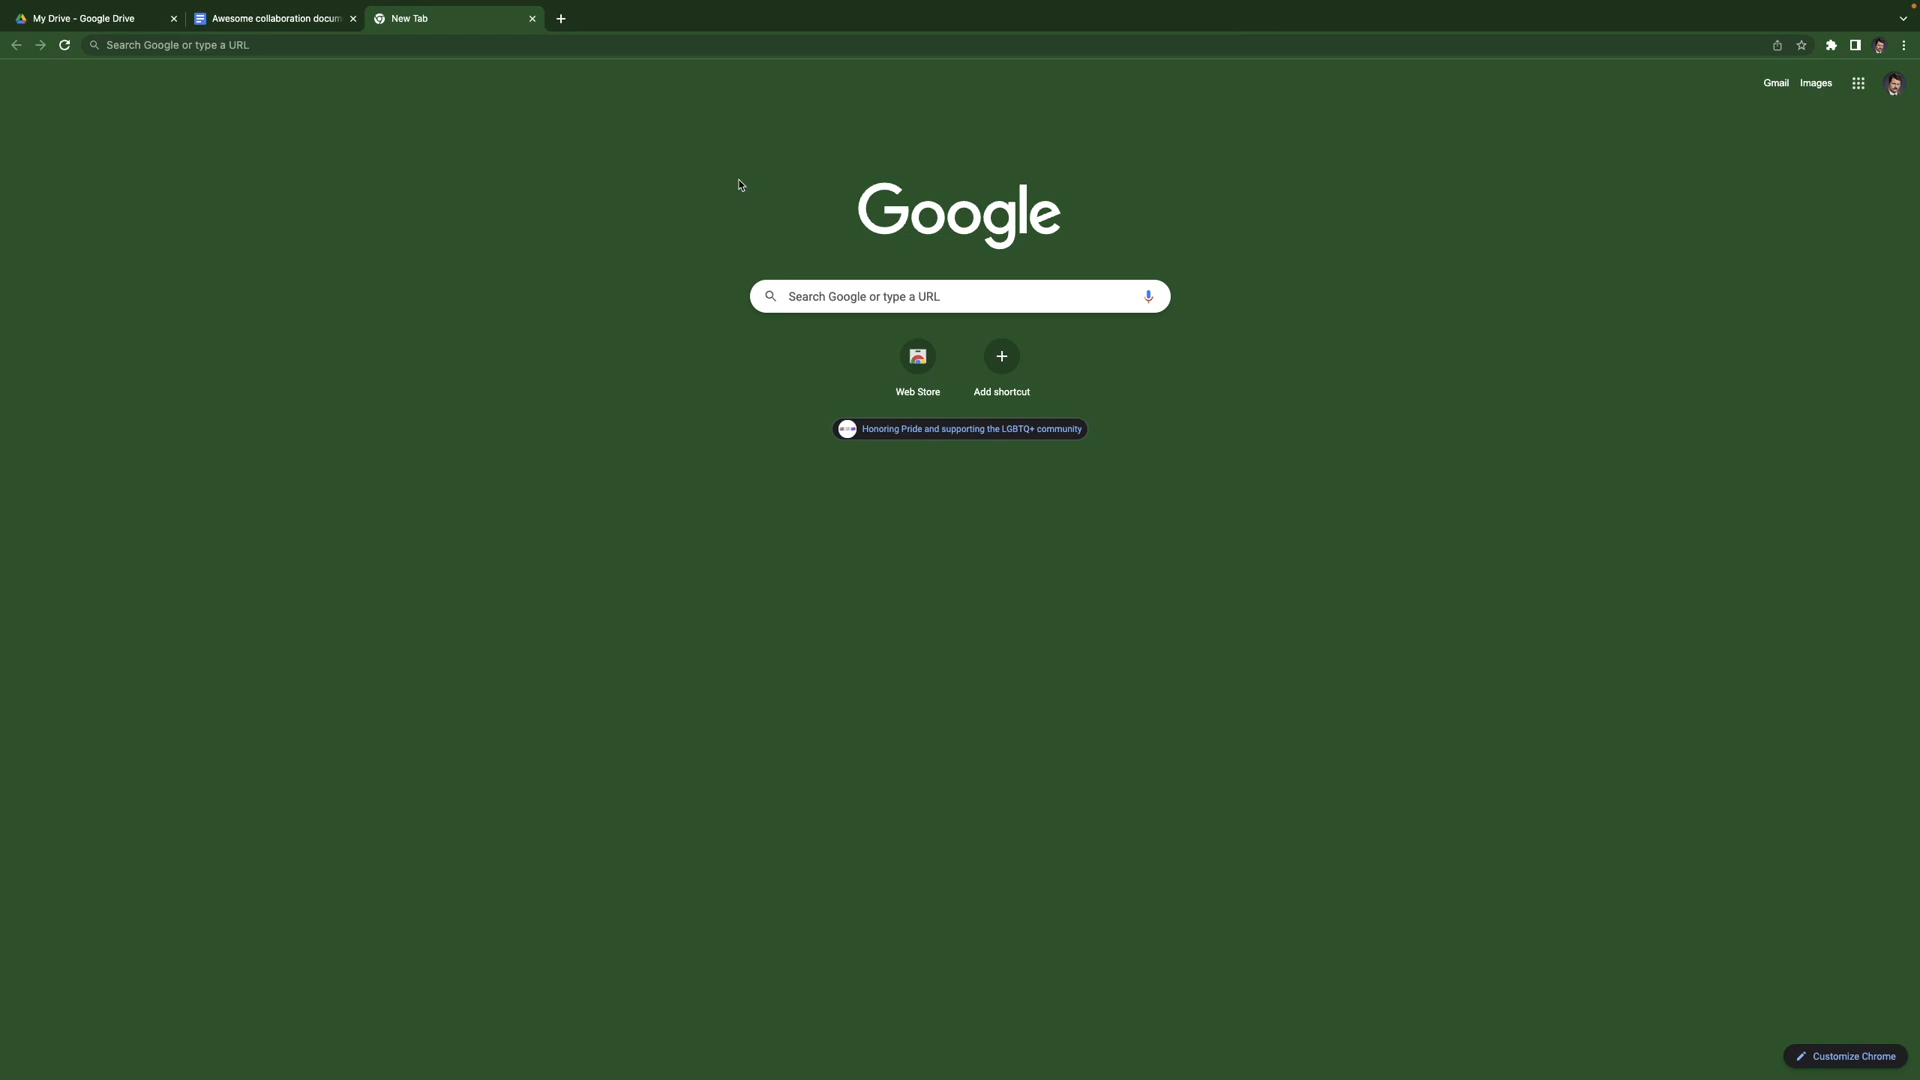 My Drive - Google Drive
Awesome collaboration docum
New Tab
Search Google or type a URL
Gmail
Images
Google
Search Google or type a URL
Web Store
Add shortcut
Honoring Pride and supporting the LGBTQ+ community
Customize Chrome